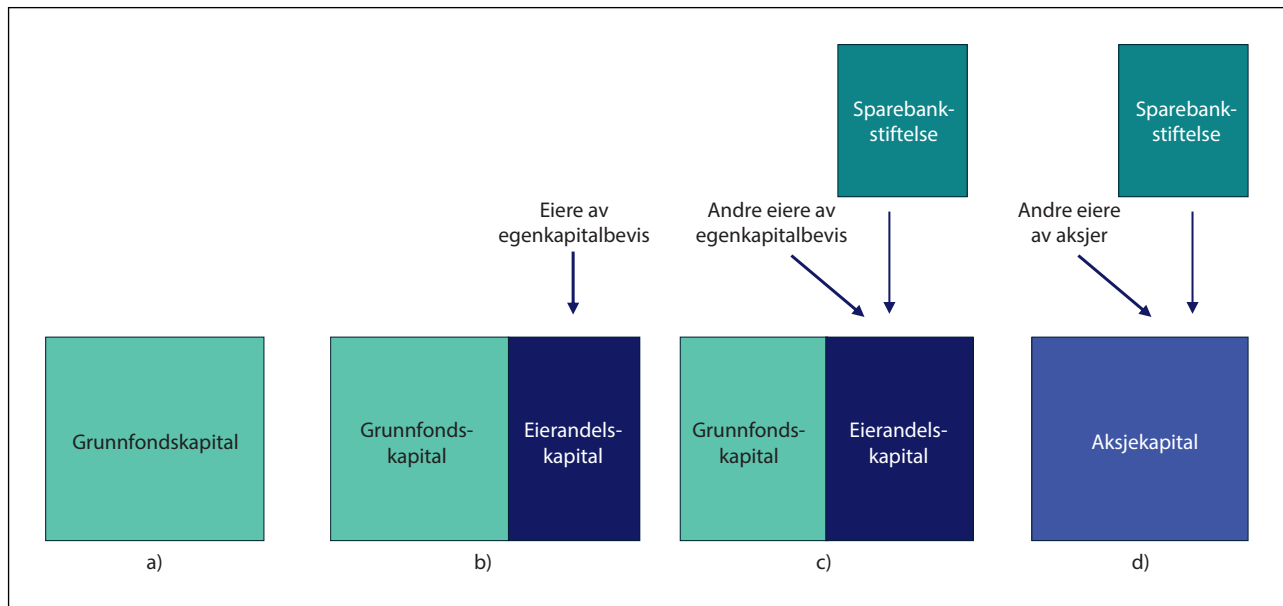 Sparebank-
stiftelse
Sparebank-
stiftelse
Eiere av
egenkapitalbevis
Andre eiere av
egenkapitalbevis
Andre eiere
av aksjer
Grunnfondskapital
Grunnfonds-
kapital
Eierandels-
kapital
Grunnfonds-
kapital
Eierandels-
kapital
Aksjekapital
a)
b)
c)
d)